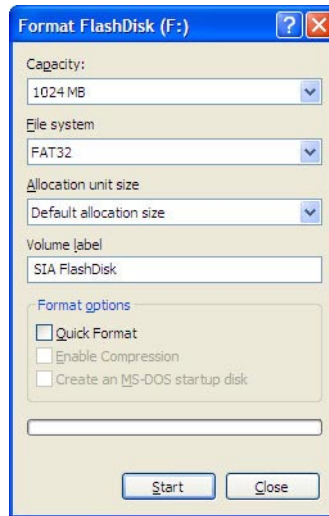 Format FlashDisk (F:)
Capacity:
1024 MB
File system
FAT32
Allocation unit size
Default allocation size
Volume label
SIA FlashDisk
Format options
Quick Format
Enable Compression
Create an MS-DOS startup disk
Start Close